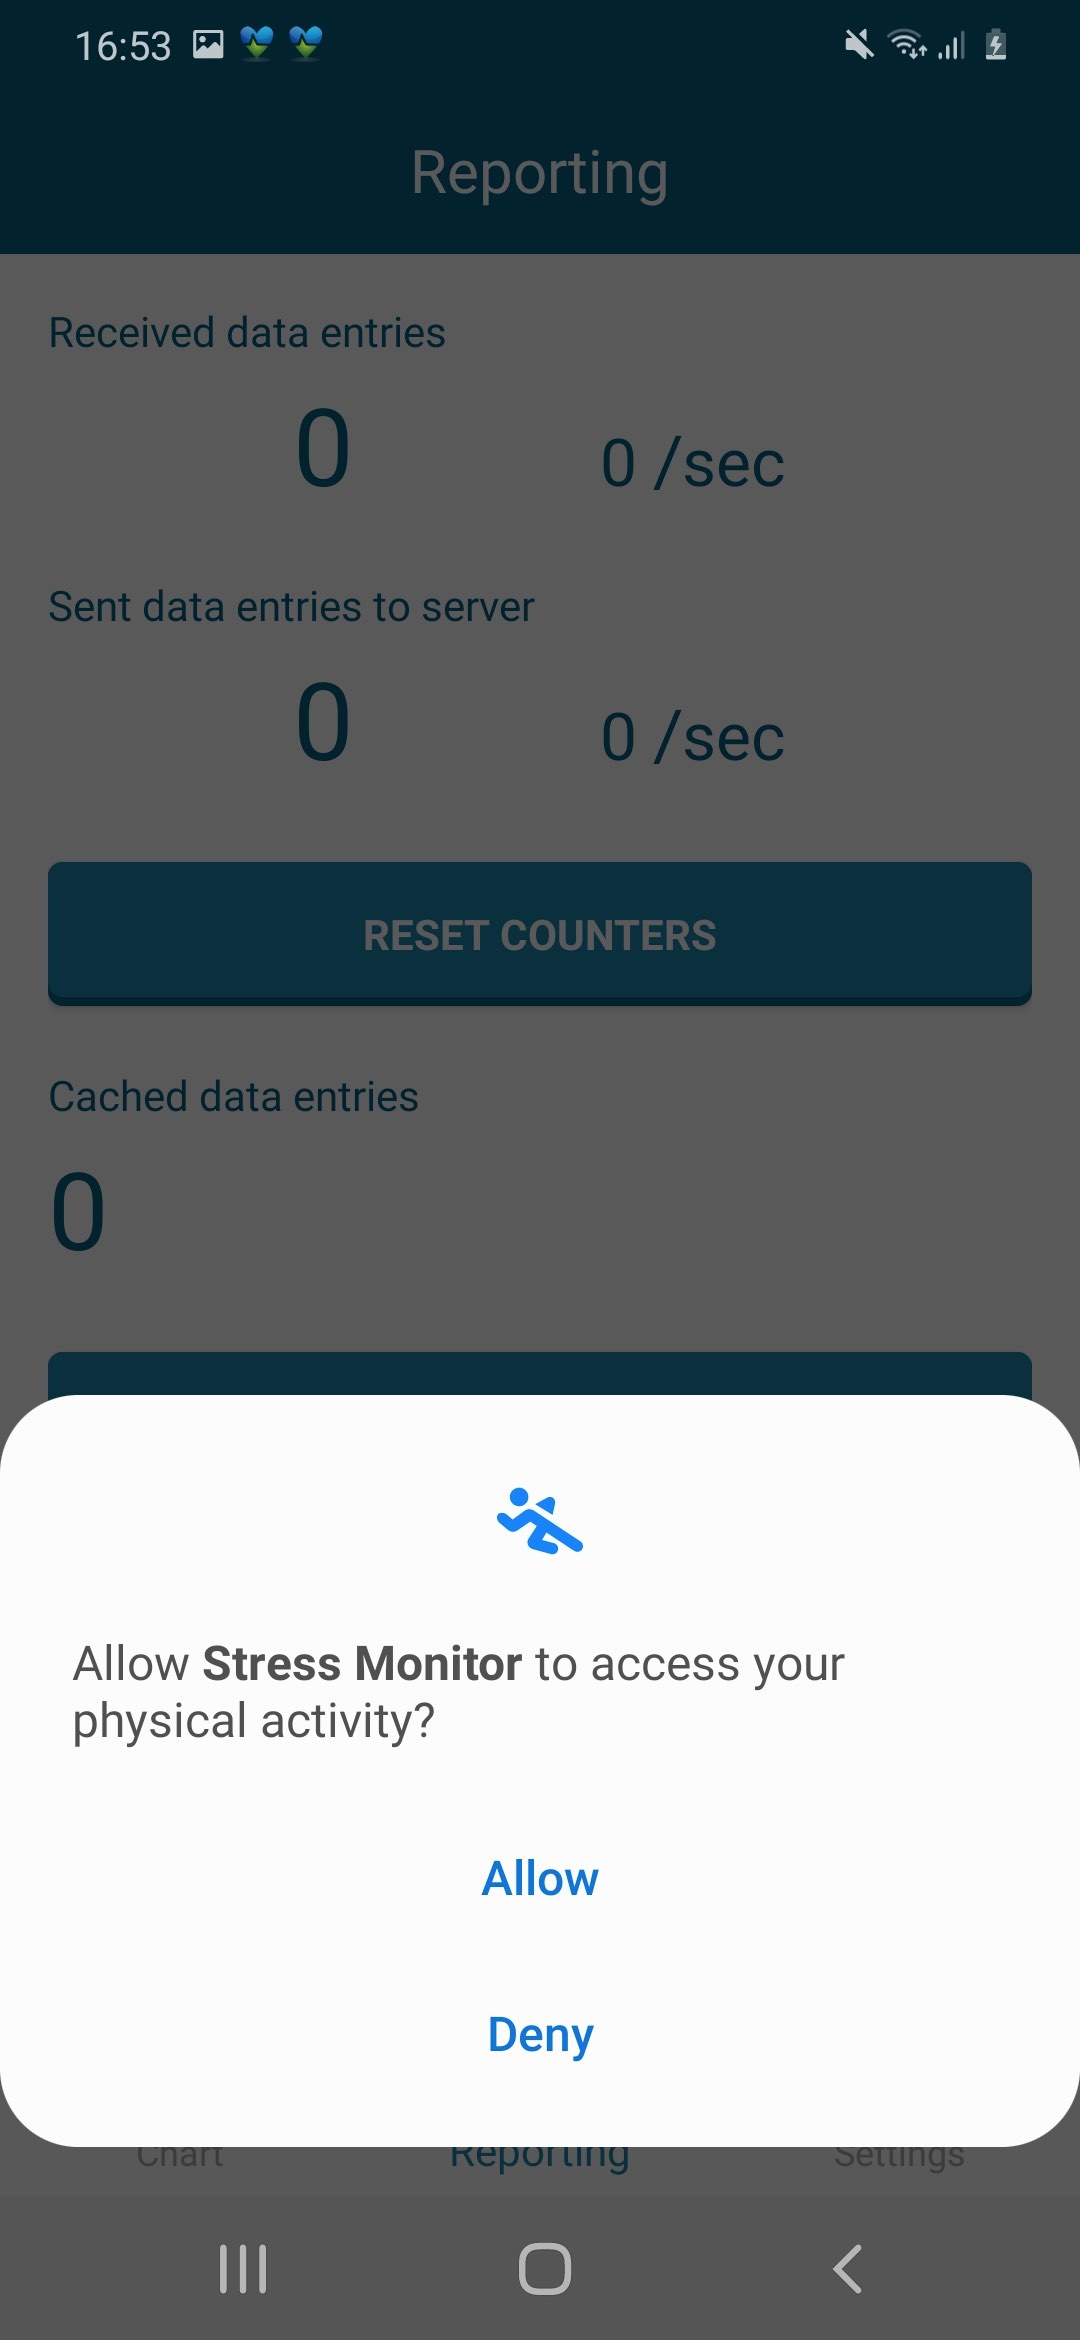 16:53
Reporting
Received data entries
0 0 /sec
Sent data entries to server
0 0 /sec
RESET COUNTERS
Cached data entries
0
Allow Stress Monitor to access your
physical activity?
Allow
Deny
Chart Reporting Settings